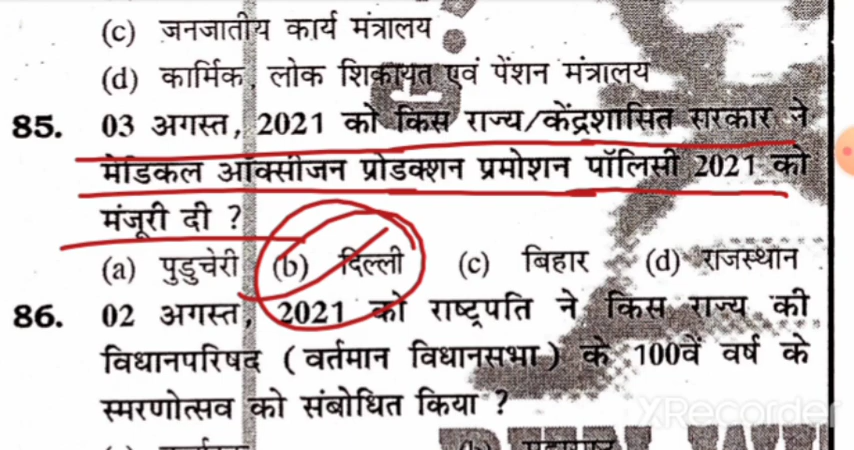 (c) जनजातीय कार्य मंत्रालय
(d) कार्मिक, लोक शिकायत एवं पेंशन मंत्रालय
85. 03 अगस्त, 2021 को किस राज्य/केंद्रशासित सरकार ने
मेडिकल ऑक्सीजन प्रोडक्शन प्रमोशन पॉलिसी 2021 को
मंजूरी दी ?
(a) पुडुचेरी (b) दिल्ली (c) बिहार (d) राजस्थान
86. 02 अगस्त, 2021 को राष्ट्रपति ने किस राज्य की
विधानपरिषद (वर्तमान विधानसभा) के 100वें वर्ष के
स्मरणोत्सव को संबोधित किया ?
XRecorder